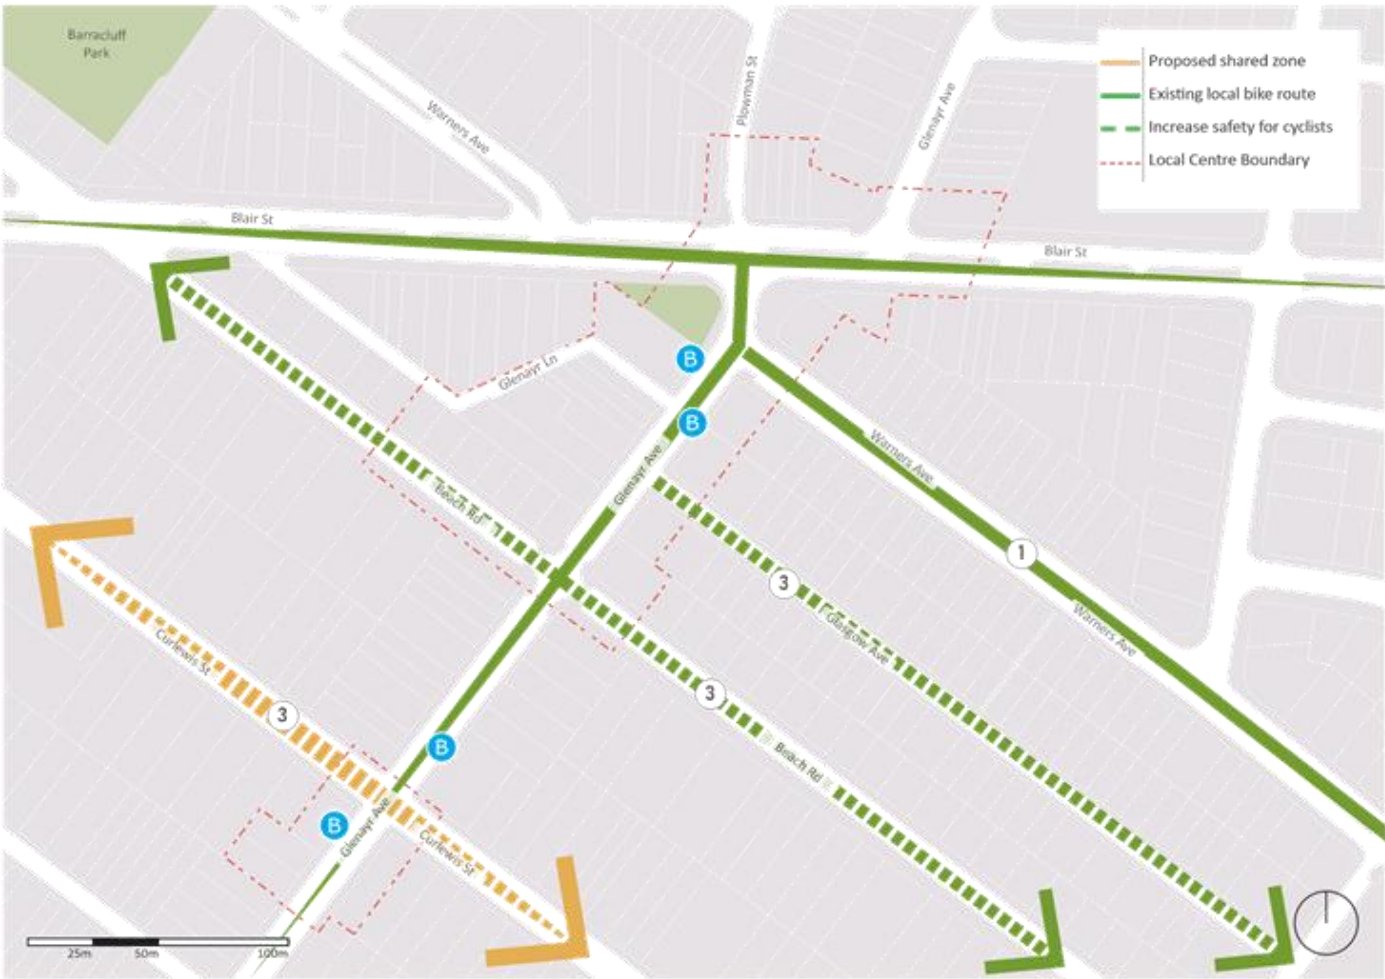 Barracluff
Park
Warners Ave
Plowman St
Glenayr Ave
Proposed shared zone
Existing local bike route
Increase safety for cyclists
Local Centre Boundary
Blair St
Blair St
Glenayr Ln
B
B
Glenayr Ave
Beach Rd
Warners Ave
1
Warners Ave
3
Glasgow Ave
3
Beach Rd
Curlewis St
3
B
B
Glenayr Ave
Curlewis St
25m 50m 100m